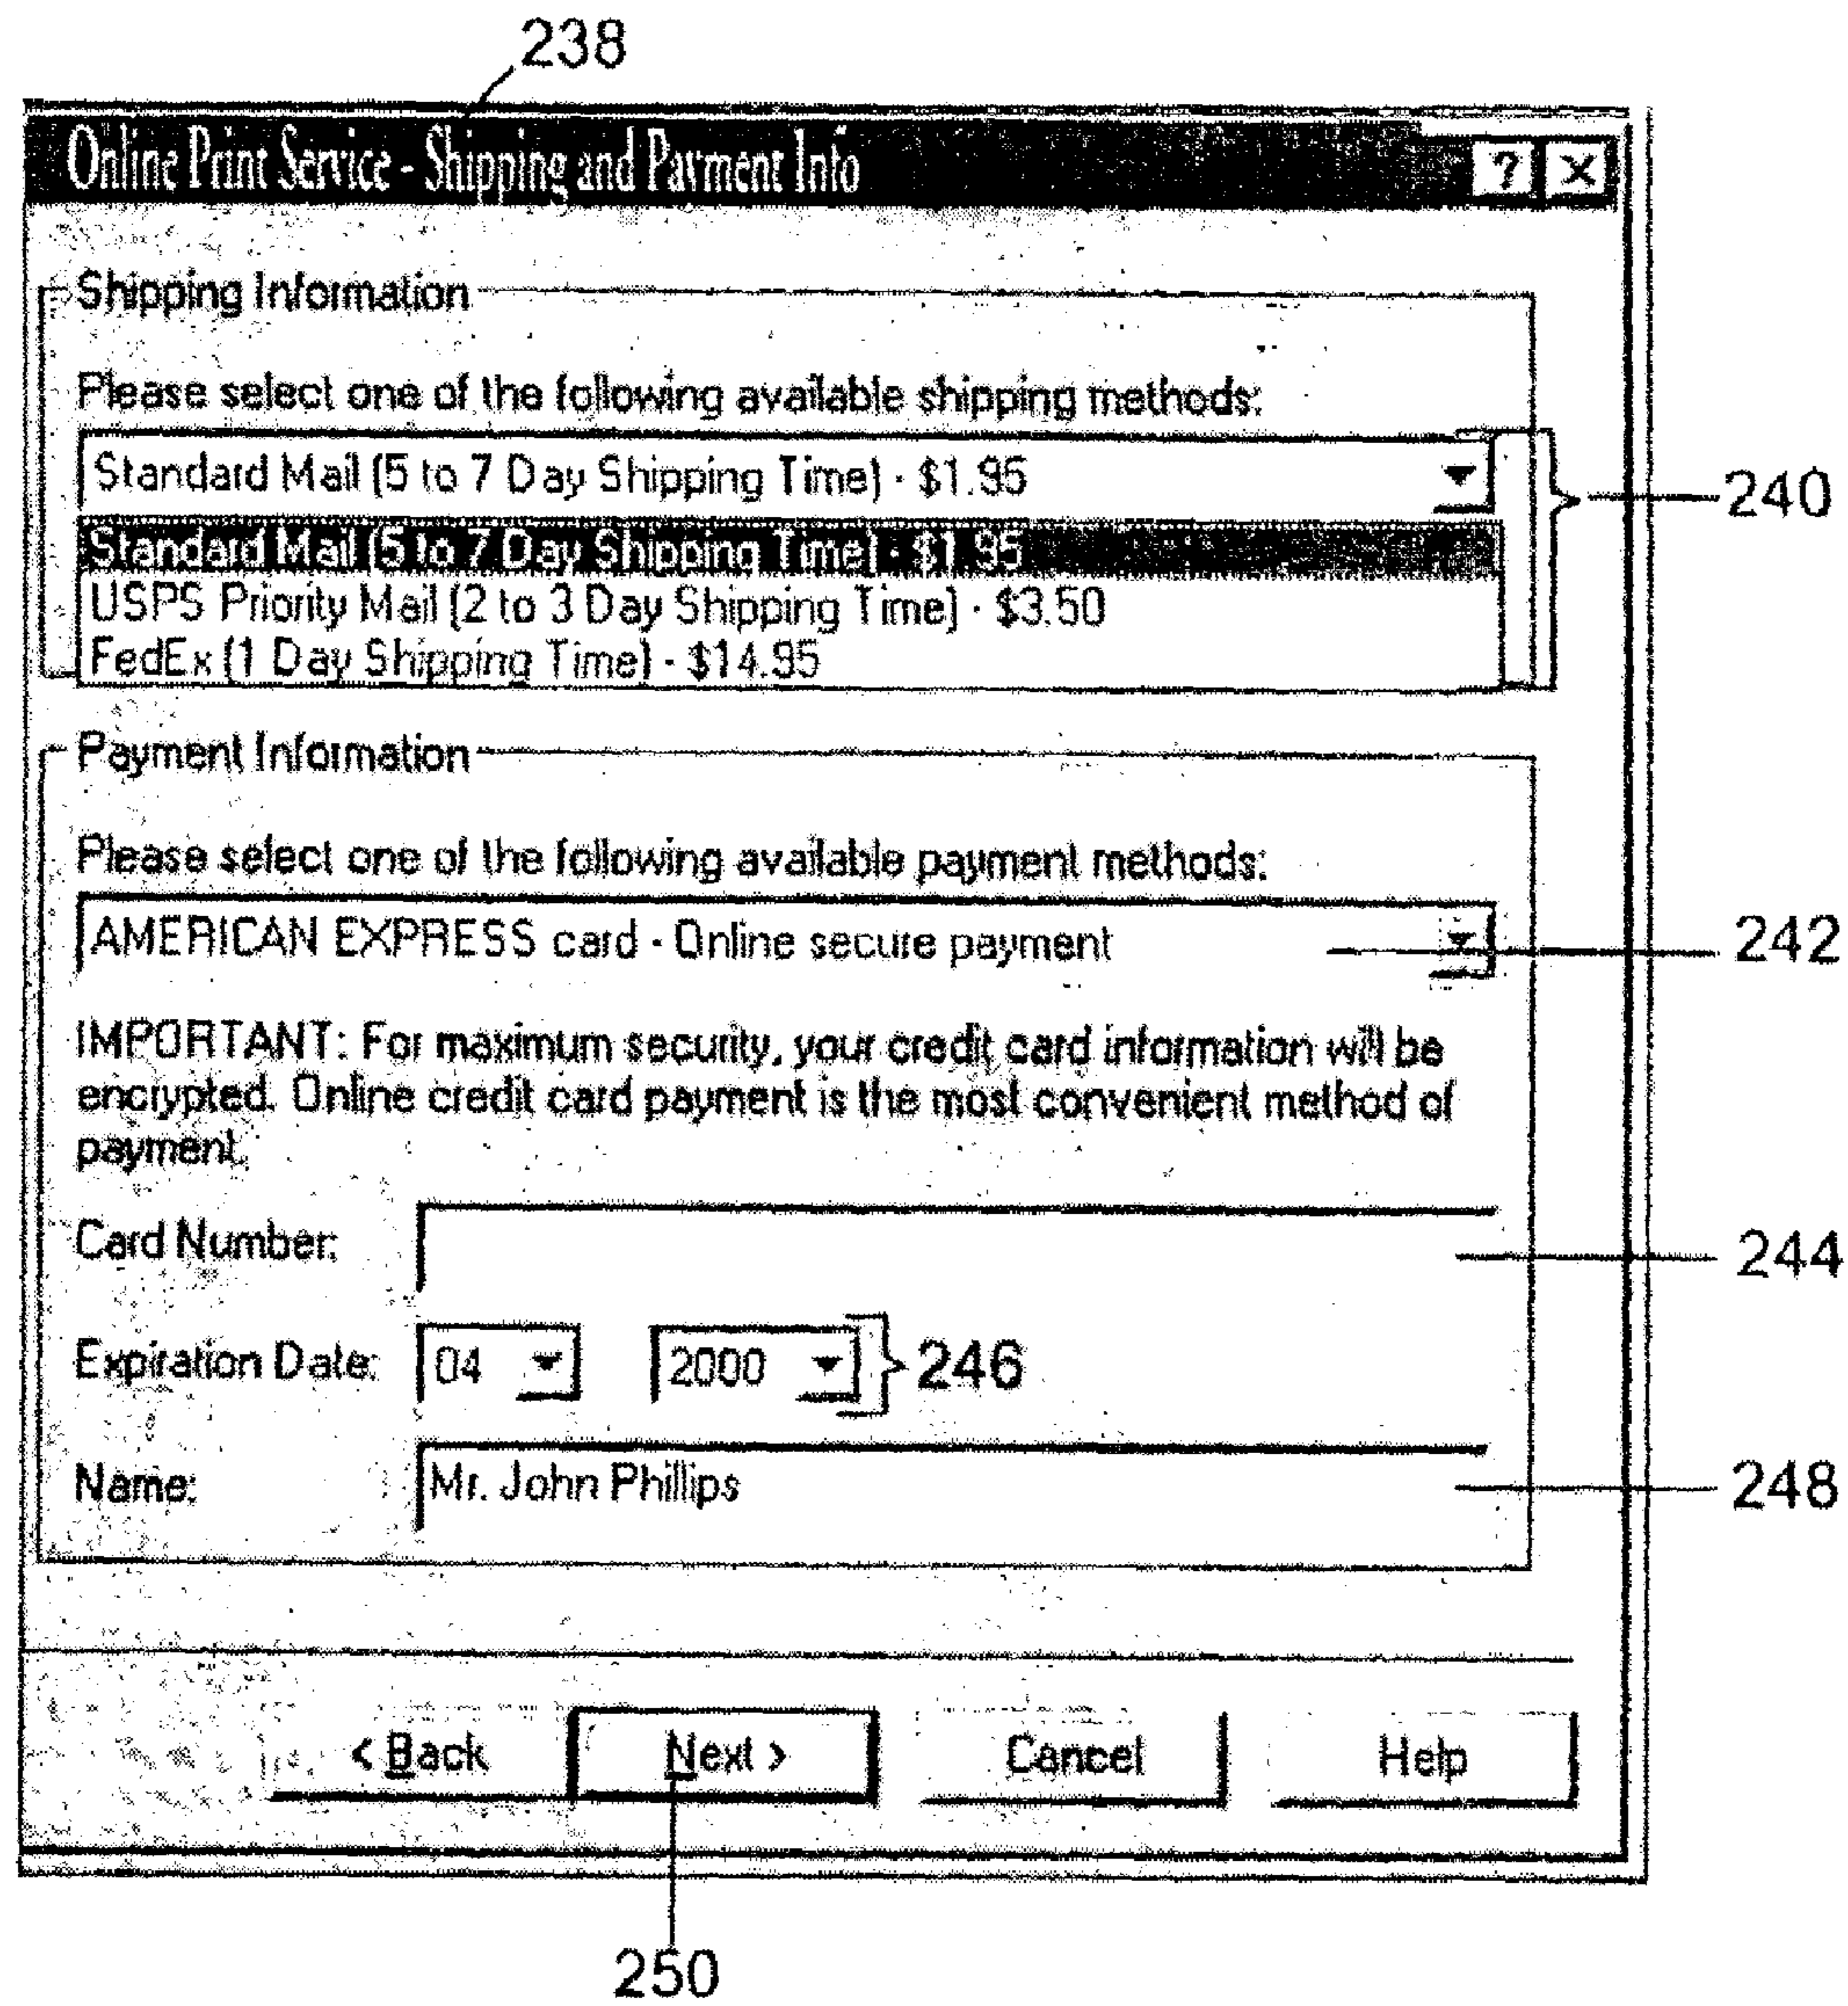 238
Online Print Service - Shipping and Payment Info
? X
Shipping Information
Please select one of the following available shipping methods:
Standard Mail (5 to 7 Day Shipping Time) - $1.95
240
Standard Mail (5 to 7 Day Shipping Time) - $1.95
USPS Priority Mail (2 to 3 Day Shipping Time) - $3.50
FedEx (1 Day Shipping Time) - $14.95
Payment Information
Please select one of the following available payment methods:
AMERICAN EXPRESS card - Online secure payment
242
IMPORTANT: For maximum security, your credit card information will be
encrypted. Online credit card payment is the most convenient method of
payment.
Card Number:
244
Expiration Date: 04 2000 246
Name: Mr. John Phillips
248
< Back Next > Cancel Help
250